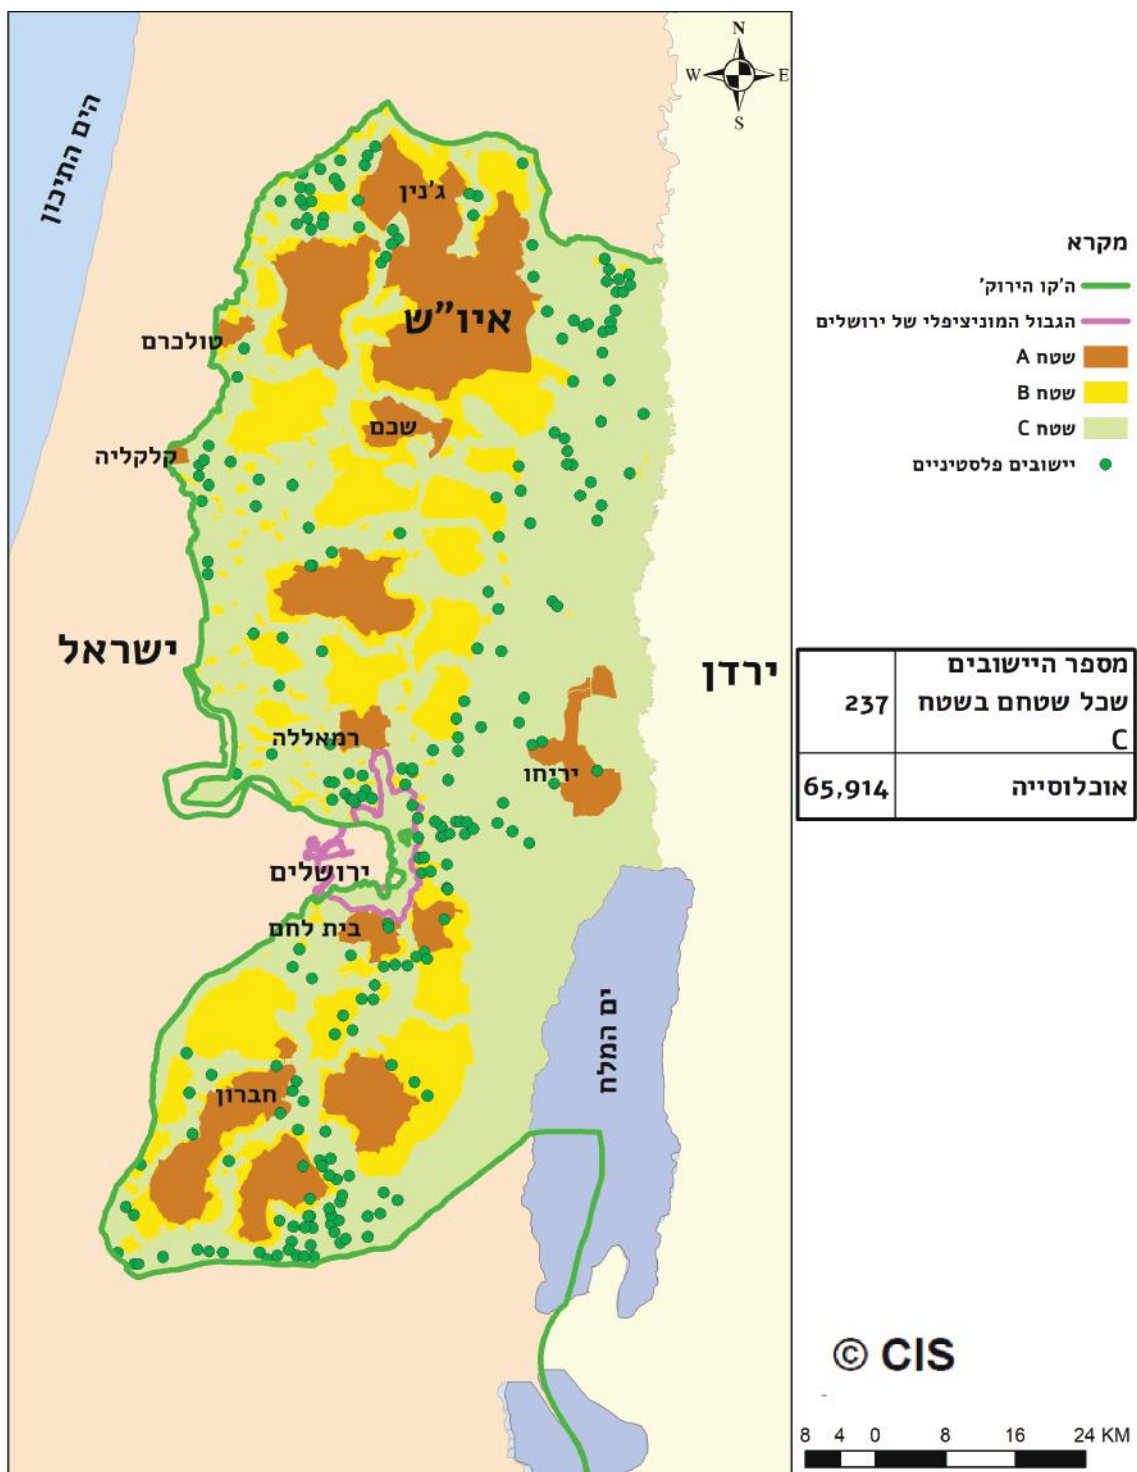 N
W E
S
הים התיכון
ג'נין
איו"ש
טולכרם
שכם
קלקליה
ישראל
ירדן
רמאללה
יריחו
ירושלים
בית לחם
ים המלח
חברון
מקרא
ה'קו הירוק'
הגבול המוניציפלי של ירושלים
שטח A
שטח B
שטח C
יישובים פלסטיניים
מספר היישובים
שכל שטחם בשטח 237
C
אוכלוסייה 65,914
© CIS
8 4 0 8 16 24 KM